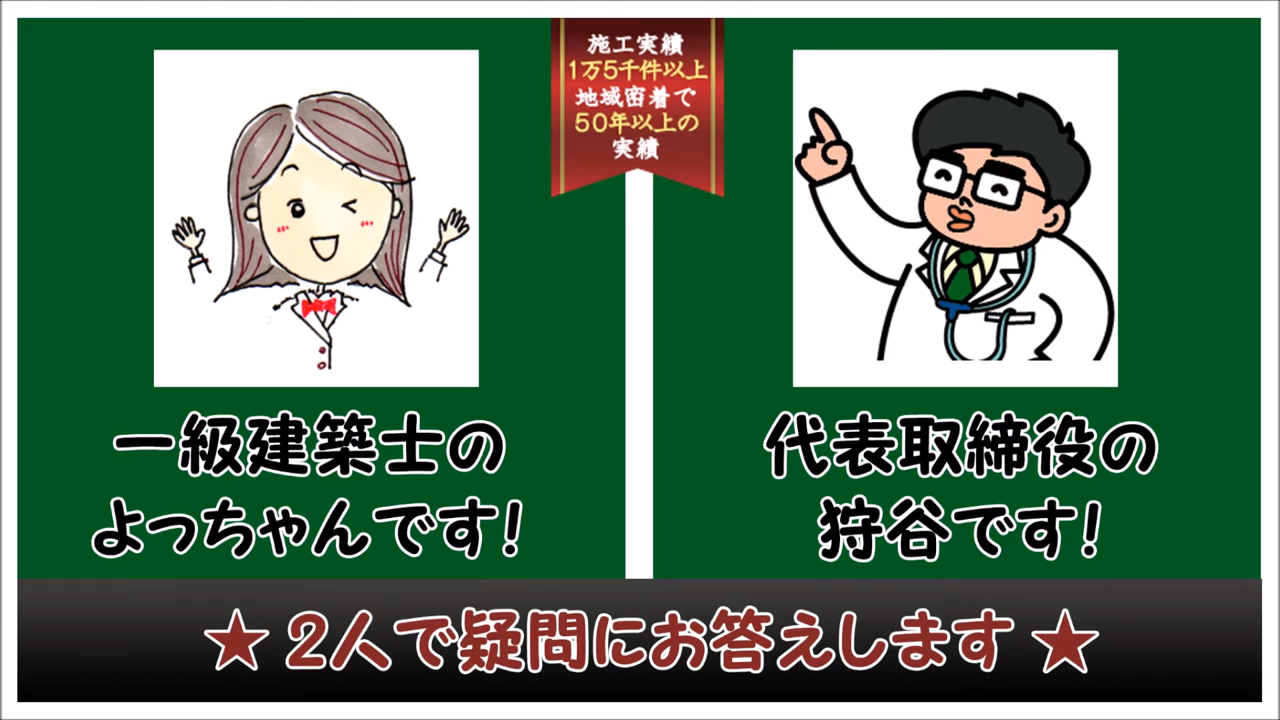 施工実績
1万5千件以上
地域密着で
50年以上の
実績
一級建築士の
よっちゃんです!
代表取締役の
狩谷です!
★ 2人で疑問にお答えします ★